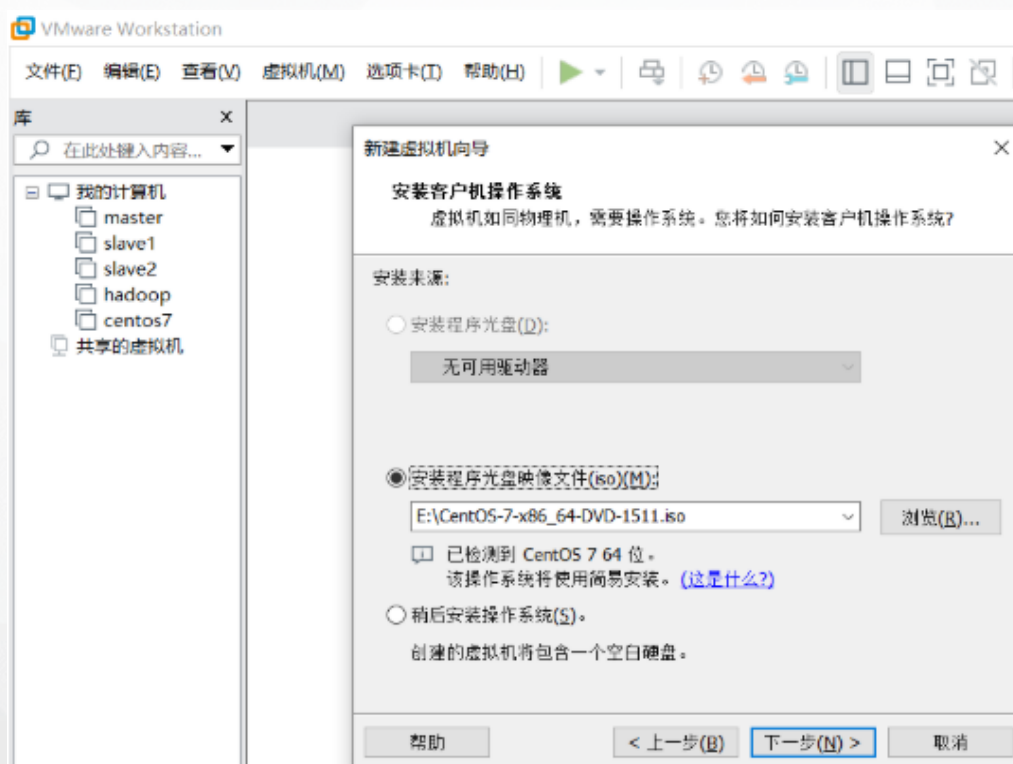 VMware Workstation
文件(F) 编辑(E) 查看(V) 虚拟机(M) 选项卡(T) 帮助(H)
库 X
在此处键入内容...
我的计算机
master
slave1
slave2
hadoop
centos7
共享的虚拟机
新建虚拟机向导
安装客户机操作系统
虚拟机如同物理机，需要操作系统。您将如何安装客户机操作系统?
安装来源:
安装程序光盘(D):
无可用驱动器
安装程序光盘映像文件(iso)(M):
E:\CentOS-7-x86_64-DVD-1511.iso
浏览(R)...
已检测到 CentOS 7 64 位。
该操作系统将使用简易安装。(这是什么?)
稍后安装操作系统(S)。
创建的虚拟机将包含一个空白硬盘。
帮助 < 上一步(B) 下一步(N) > 取消